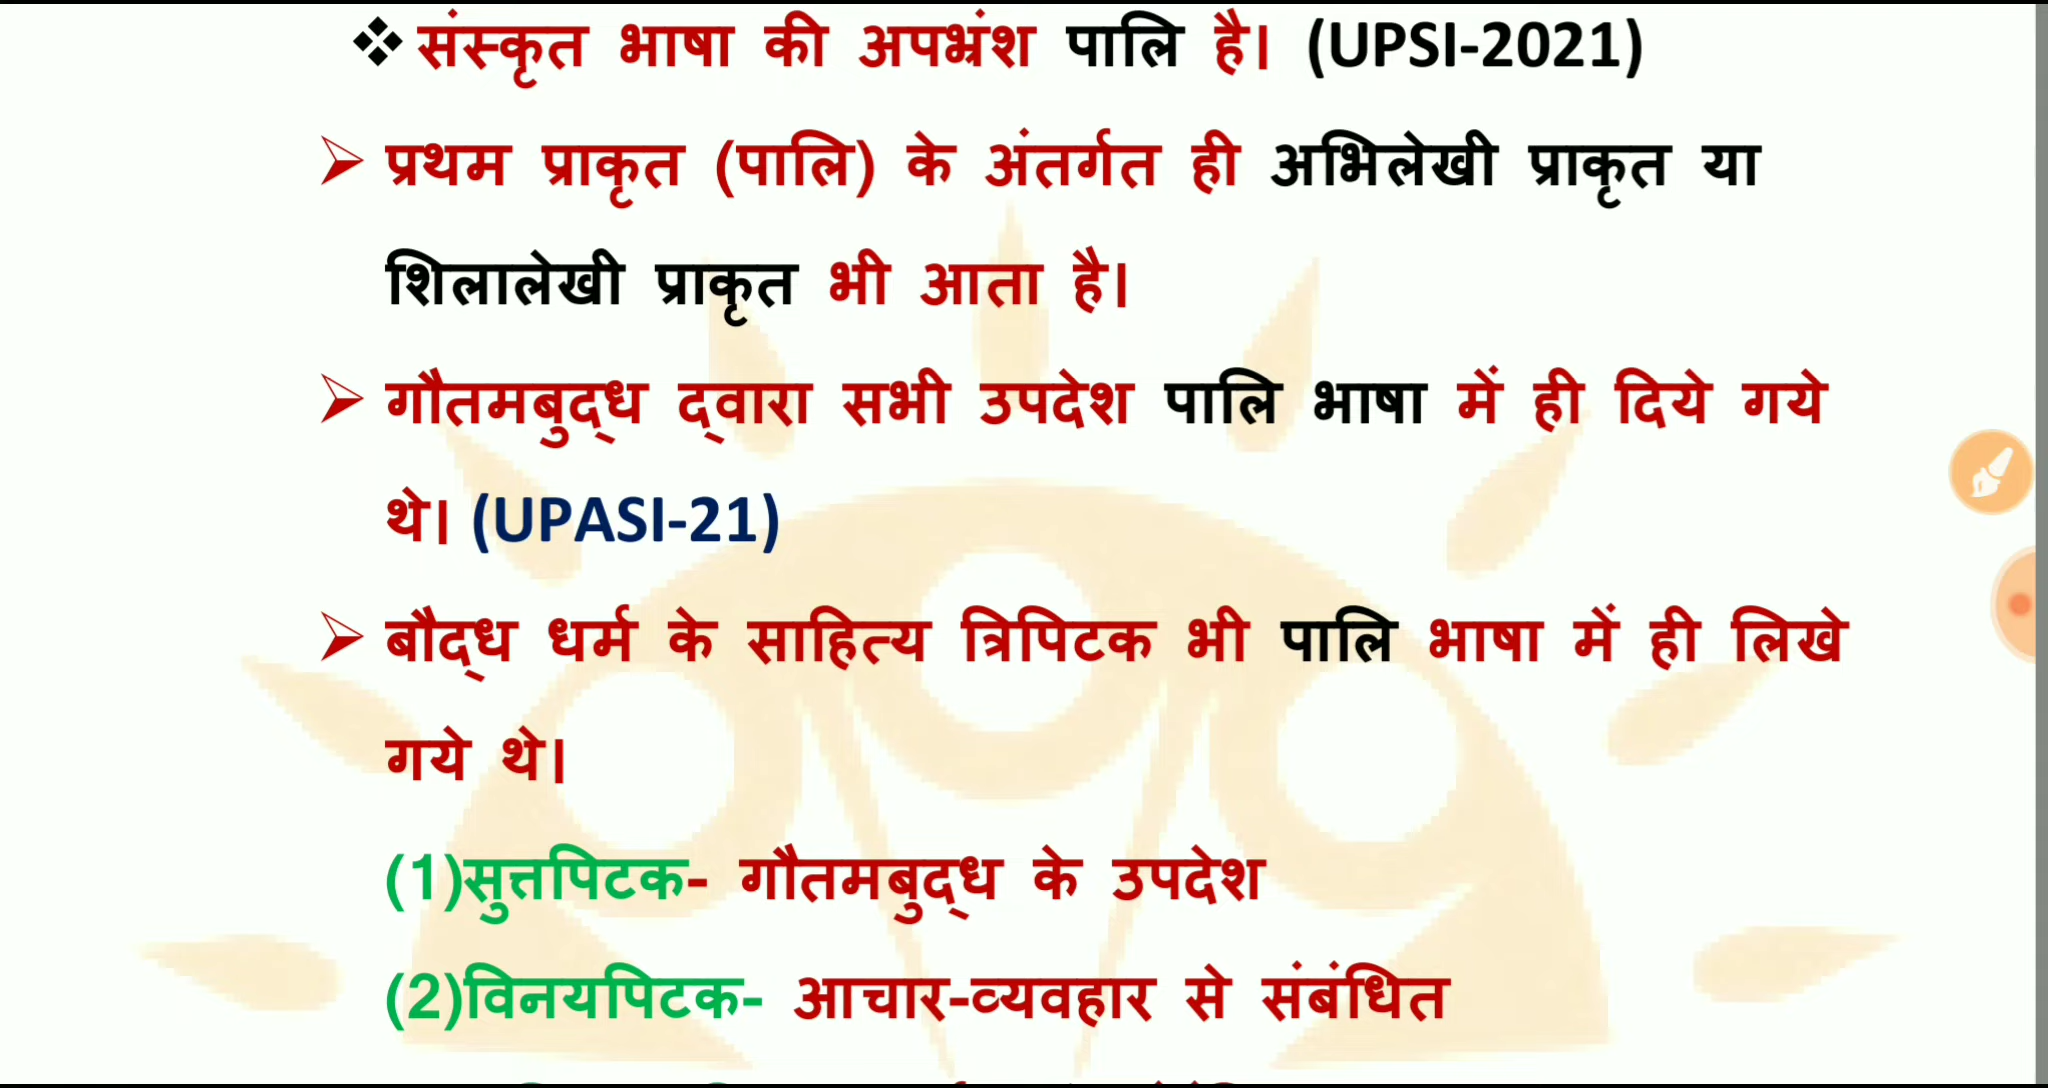 ❖ संस्कृत भाषा की अपभ्रंश पालि है। (UPSI-2021)
➢ प्रथम प्राकृत (पालि) के अंतर्गत ही अभिलेखी प्राकृत या
शिलालेखी प्राकृत भी आता है।
➢ गौतमबुद्ध द्वारा सभी उपदेश पालि भाषा में ही दिये गये
थे। (UPASI-21)
➢ बौद्ध धर्म के साहित्य त्रिपिटक भी पालि भाषा में ही लिखे
गये थे।
(1)सुत्तपिटक- गौतमबुद्ध के उपदेश
(2)विनयपिटक- आचार-व्यवहार से संबंधित